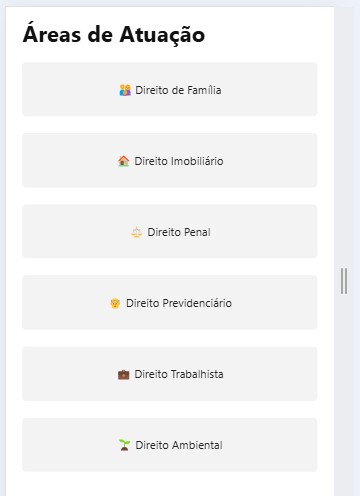 Áreas de Atuação
👨‍👩‍👧 Direito de Família
🏠 Direito Imobiliário
⚖️ Direito Penal
👴 Direito Previdenciário
💼 Direito Trabalhista
🌱 Direito Ambiental